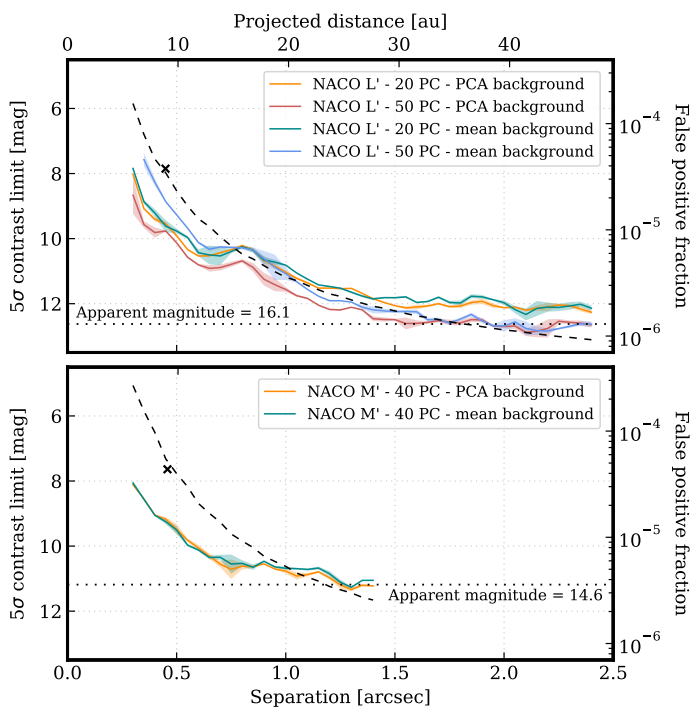 Projected distance [au]
0 10 20 30 40
NACO L' - 20 PC - PCA background
NACO L' - 50 PC - PCA background
NACO L' - 20 PC - mean background
NACO L' - 50 PC - mean background
5σ contrast limit [mag]
6
8
10
12
Apparent magnitude = 16.1
False positive fraction
10⁻⁴
10⁻⁵
10⁻⁶
NACO M' - 40 PC - PCA background
NACO M' - 40 PC - mean background
5σ contrast limit [mag]
6
8
10
12
Apparent magnitude = 14.6
False positive fraction
10⁻⁴
10⁻⁵
10⁻⁶
0.0 0.5 1.0 1.5 2.0 2.5
Separation [arcsec]